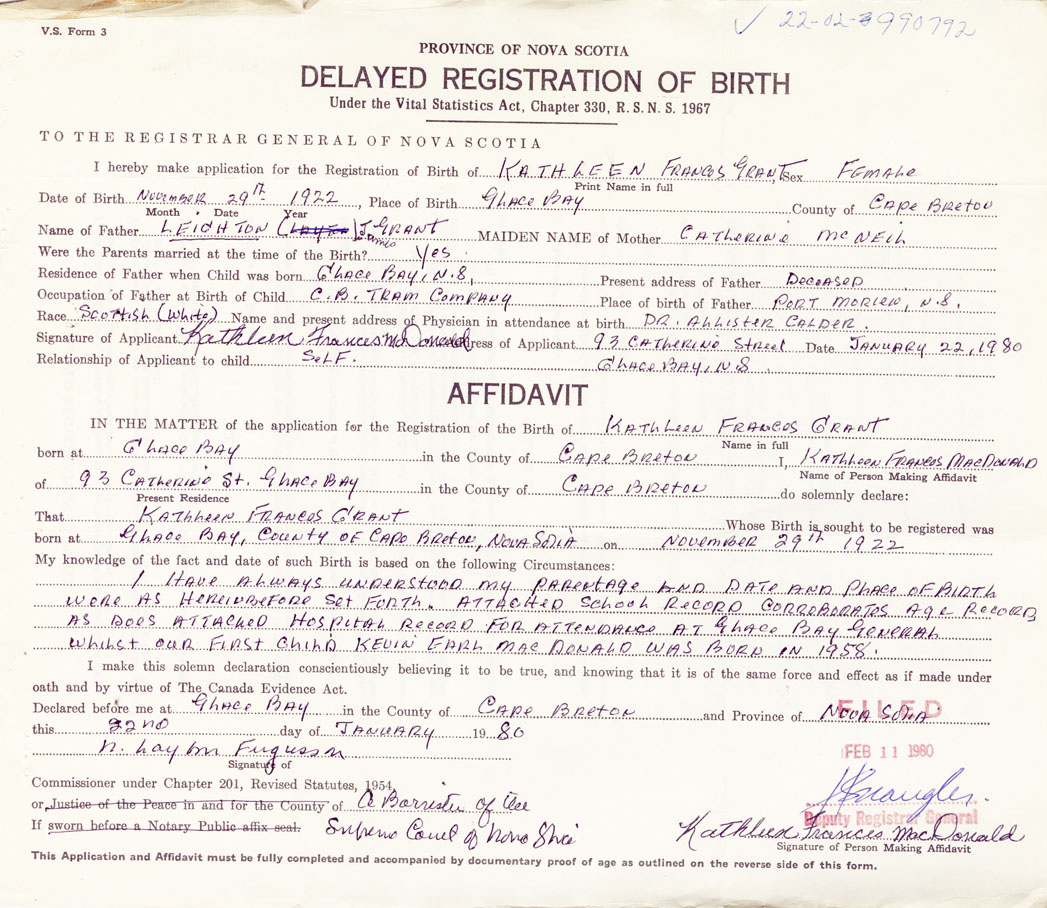 V.S. Form 3
22-02-990792
PROVINCE OF NOVA SCOTIA
DELAYED REGISTRATION OF BIRTH
Under the Vital Statistics Act, Chapter 330, R.S.N.S. 1967
TO THE REGISTRAR GENERAL OF NOVA SCOTIA
I hereby make application for the Registration of Birth of KATHLEEN FRANCES GRANT, Sex FEMALE
Print Name in full
Date of Birth NOVEMBER 29th 1922, Place of Birth GLACE BAY County of CAPE BRETON
Month Date Year
Name of Father LEIGHTON (Layton) J. GRANT MAIDEN NAME of Mother CATHERINE McNEIL
James
Were the Parents married at the time of the Birth? Yes
Residence of Father when Child was born GLACE BAY, N.S. Present address of Father DECEASED
Occupation of Father at Birth of Child C.B. TRAM COMPANY Place of birth of Father PORT MORIEN, N.S.
Race SCOTTISH (WHITE) Name and present address of Physician in attendance at birth DR. ALLISTER CALDER.
Signature of Applicant Kathleen Frances McDonald Address of Applicant 93 CATHERINE STREET Date JANUARY 22, 1980
Relationship of Applicant to child SELF. GLACE BAY, N.S.
AFFIDAVIT
IN THE MATTER of the application for the Registration of the Birth of KATHLEEN FRANCES GRANT
Name in full
born at GLACE BAY in the County of CAPE BRETON I, KATHLEEN FRANCES MACDONALD
Name of Person Making Affidavit
of 93 CATHERINE ST. GLACE BAY in the County of CAPE BRETON do solemnly declare:
Present Residence
That KATHLEEN FRANCES GRANT Whose Birth is sought to be registered was
born at GLACE BAY, COUNTY OF CAPE BRETON, NOVA SCOTIA on NOVEMBER 29th 1922
My knowledge of the fact and date of such Birth is based on the following Circumstances:
I HAVE ALWAYS UNDERSTOOD MY PARENTAGE AND DATE AND PLACE OF BIRTH
WERE AS HEREINBEFORE SET FORTH. ATTACHED SCHOOL RECORD CORROBORATES AGE RECORD
AS DOES ATTACHED HOSPITAL RECORD FOR ATTENDANCE AT GLACE BAY GENERAL
WHILST OUR FIRST CHILD KEVIN EARL MACDONALD WAS BORN IN 1958.
I make this solemn declaration conscientiously believing it to be true, and knowing that it is of the same force and effect as if made under
oath and by virtue of The Canada Evidence Act.
Declared before me at GLACE BAY in the County of CAPE BRETON and Province of NOVA SCOTIA
FILED
this 22nd day of JANUARY 1980
N. Layton Fergusson
Signature of
FEB 11 1980
Commissioner under Chapter 201, Revised Statutes, 1954,
or Justice of the Peace in and for the County of A Barrister of the
If sworn before a Notary Public affix seal. Supreme Court of Nova Scotia
Deputy Registrar General
Kathleen Frances MacDonald
Signature of Person Making Affidavit
This Application and Affidavit must be fully completed and accompanied by documentary proof of age as outlined on the reverse side of this form.